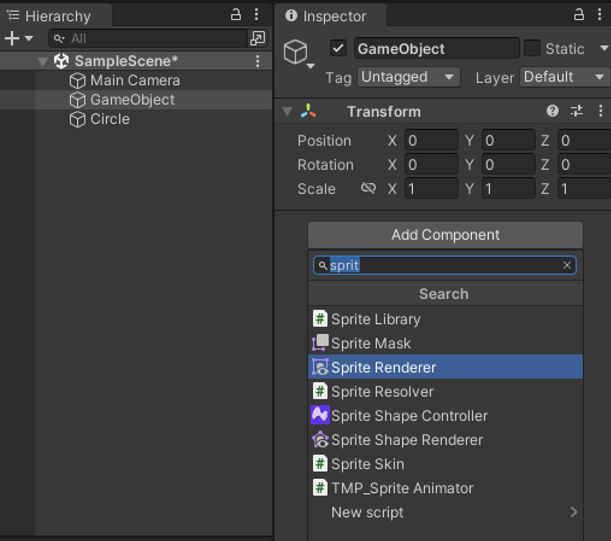 Hierarchy
All
SampleScene*
Main Camera
GameObject
Circle
Inspector
GameObject
Static
Tag Untagged Layer Default
Transform
Position X 0 Y 0 Z 0
Rotation X 0 Y 0 Z 0
Scale X 1 Y 1 Z 1
Add Component
sprit
Search
Sprite Library
Sprite Mask
Sprite Renderer
Sprite Resolver
Sprite Shape Controller
Sprite Shape Renderer
Sprite Skin
TMP_Sprite Animator
New script